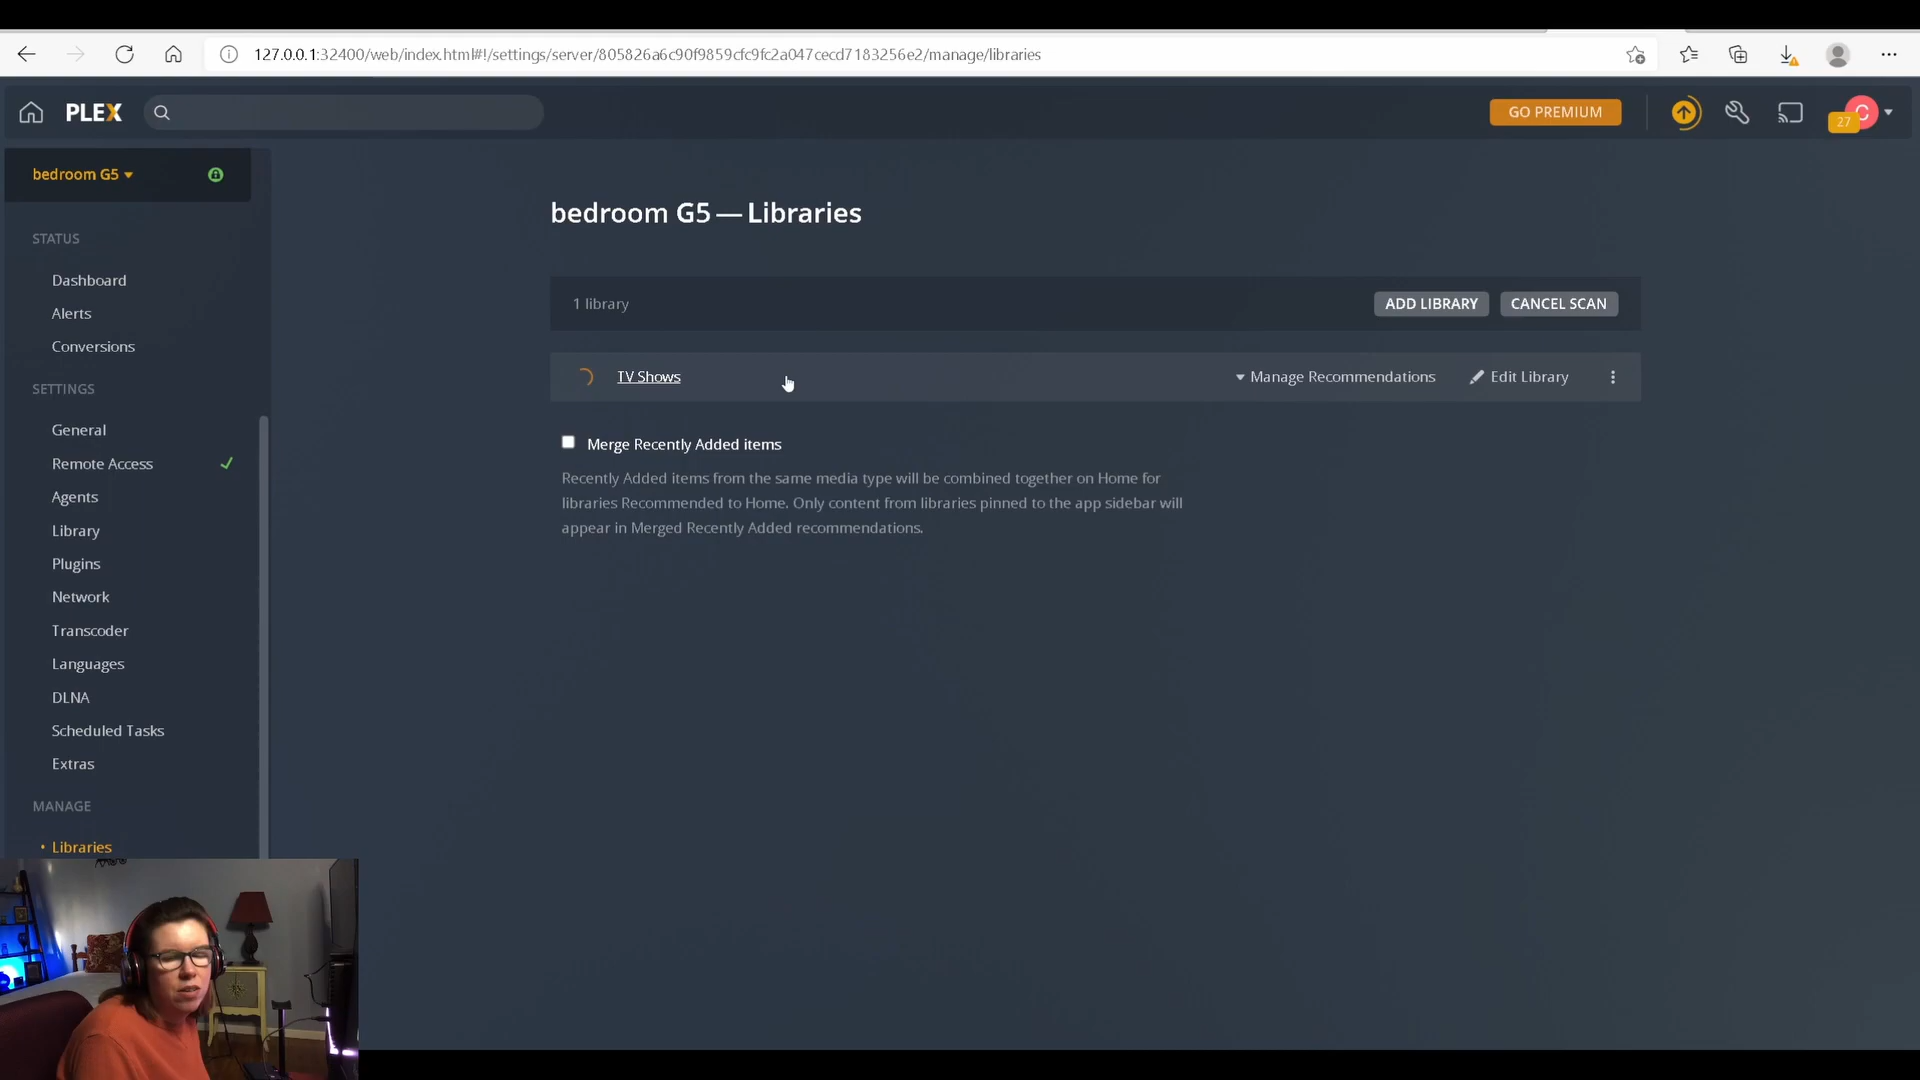 127.0.0.1:32400/web/index.html#!/settings/server/805826a6c90f9859cfc9fc2a047cecd7183256e2/manage/libraries
PLEX
GO PREMIUM
27
C
bedroom G5
STATUS
Dashboard
Alerts
Conversions
SETTINGS
General
Remote Access
Agents
Library
Plugins
Network
Transcoder
Languages
DLNA
Scheduled Tasks
Extras
MANAGE
Libraries
bedroom G5 — Libraries
1 library
ADD LIBRARY
CANCEL SCAN
TV Shows
Manage Recommendations
Edit Library
Merge Recently Added items
Recently Added items from the same media type will be combined together on Home for
libraries Recommended to Home. Only content from libraries pinned to the app sidebar will
appear in Merged Recently Added recommendations.